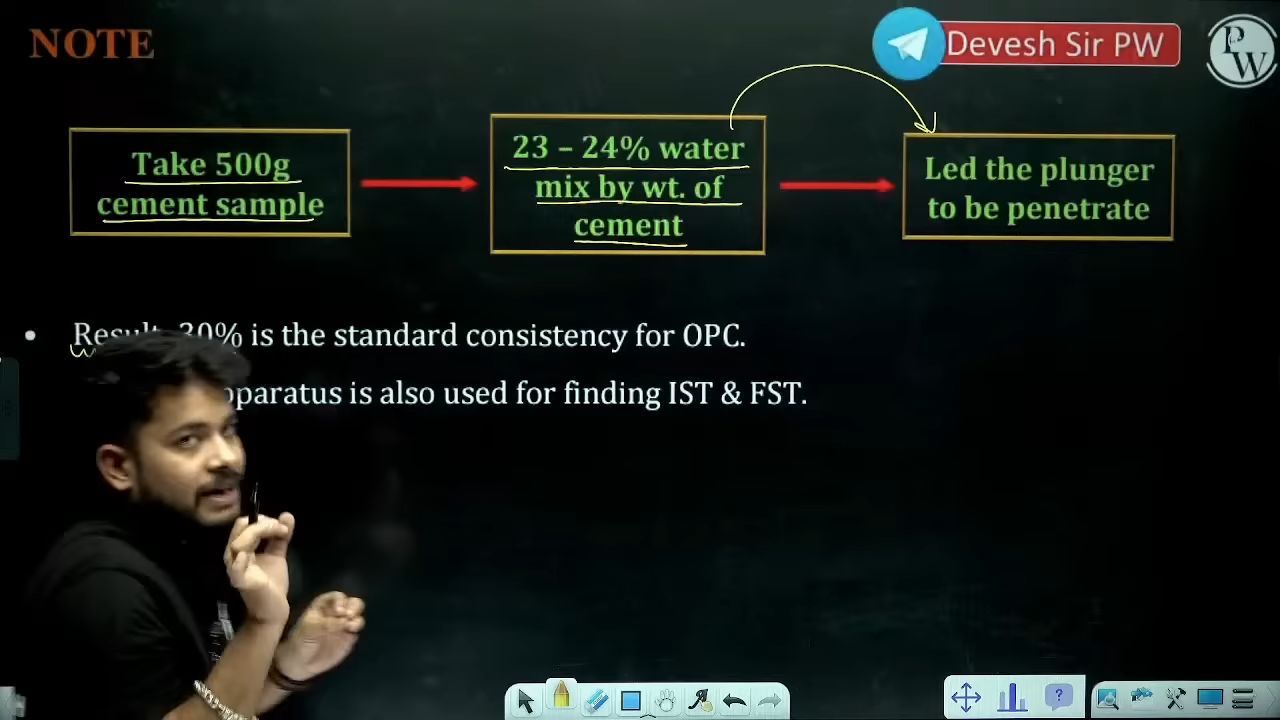 NOTE
Devesh Sir PW
PW
Take 500g
cement sample
23 – 24% water
mix by wt. of
cement
Led the plunger
to be penetrate
30% is the standard consistency for OPC.
is also used for finding IST & FST.